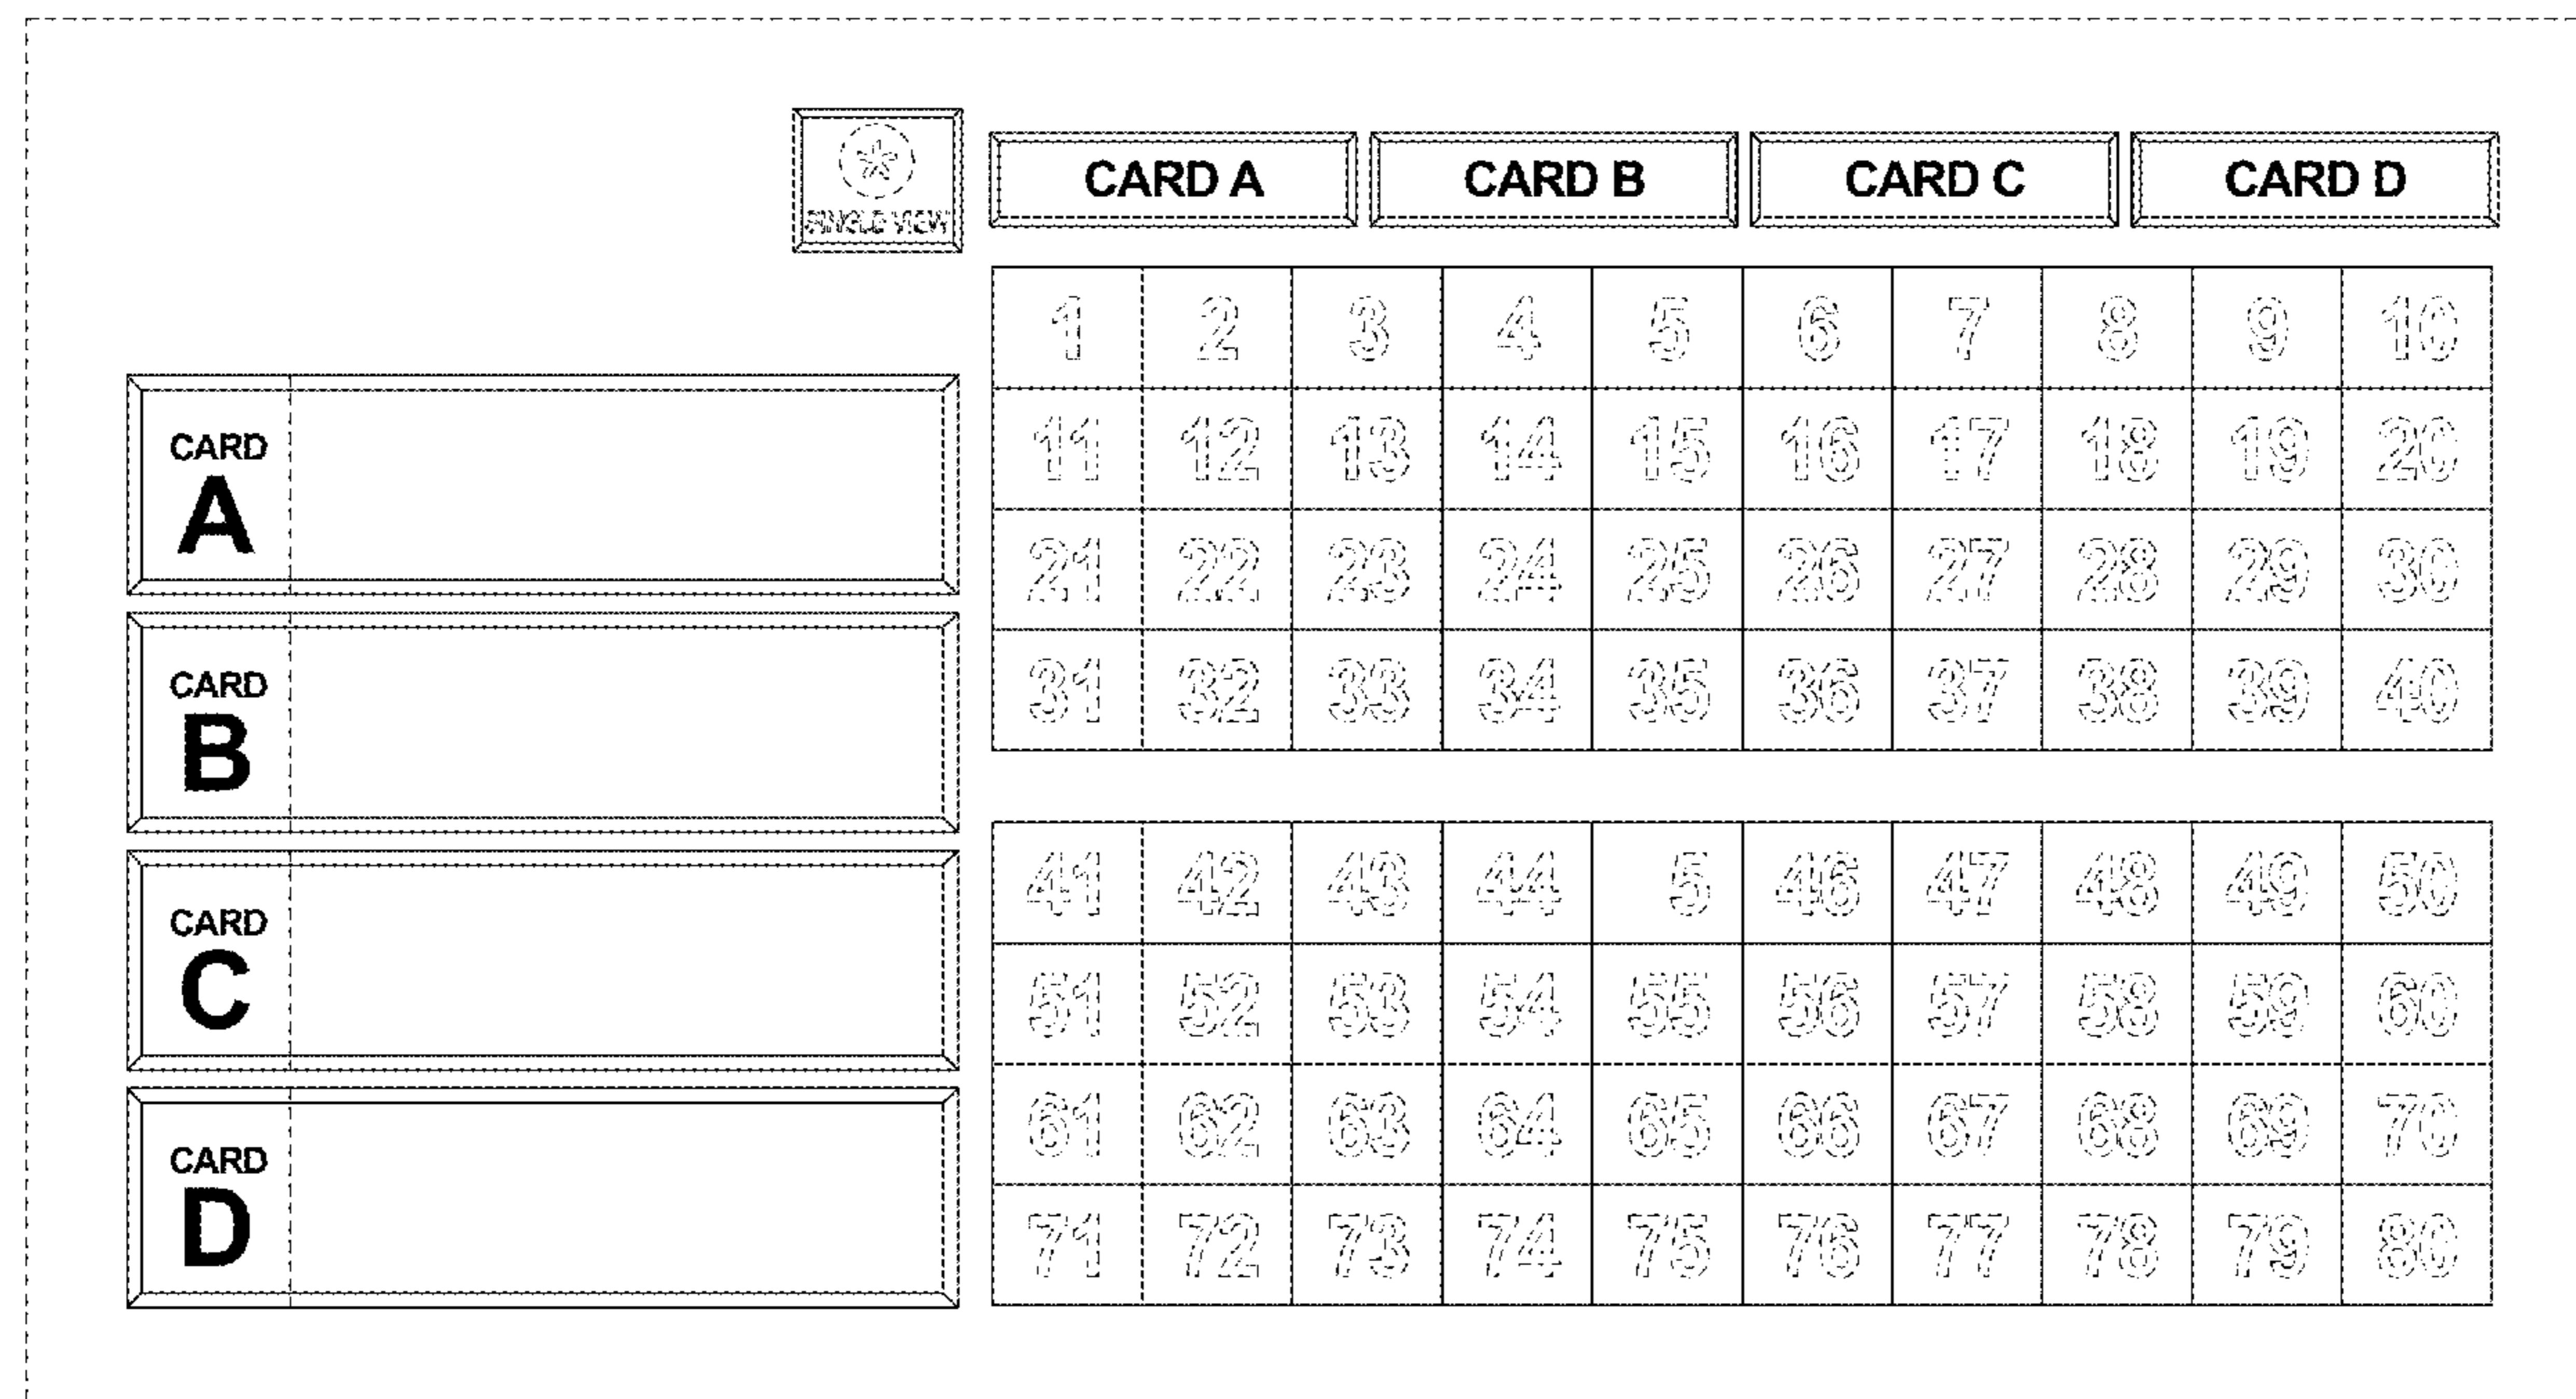 SINGLE VIEW
CARD A CARD B CARD C CARD D
1 2 3 4 5 6 7 8 9 10
11 12 13 14 15 16 17 18 19 20
21 22 23 24 25 26 27 28 29 30
31 32 33 34 35 36 37 38 39 40
41 42 43 44 5 46 47 48 49 50
51 52 53 54 55 56 57 58 59 60
61 62 63 64 65 66 67 68 69 70
71 72 73 74 75 76 77 78 79 80
CARD
A
CARD
B
CARD
C
CARD
D